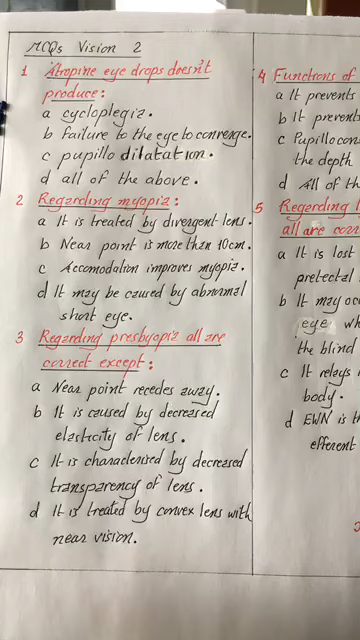 MCQs Vision 2
1 Atropine eye drops doesn't
produce:
a cycloplegia.
b failure to the eye to converge.
c pupillo dilatation.
d all of the above.
2 Regarding myopia:
a It is treated by divergent lens.
b Near point is more than 10cm.
c Accomodation improves myopia.
d It may be caused by abnormal
short eye.
3 Regarding presbyopia all are
correct except:
a Near point recedes away.
b It is caused by decreased
elasticity of lens.
c It is characterised by decreased
transparency of lens.
d It is treated by convex lens with
near vision.
4 Functions of
a It prevents
b It prevents
c Pupillo con
the depth
d All of th
5 Regarding
all are cor
a It is lost
pretectal
b It may oc
eye wh
the blind
c It relays
body.
d EWN is th
efferent